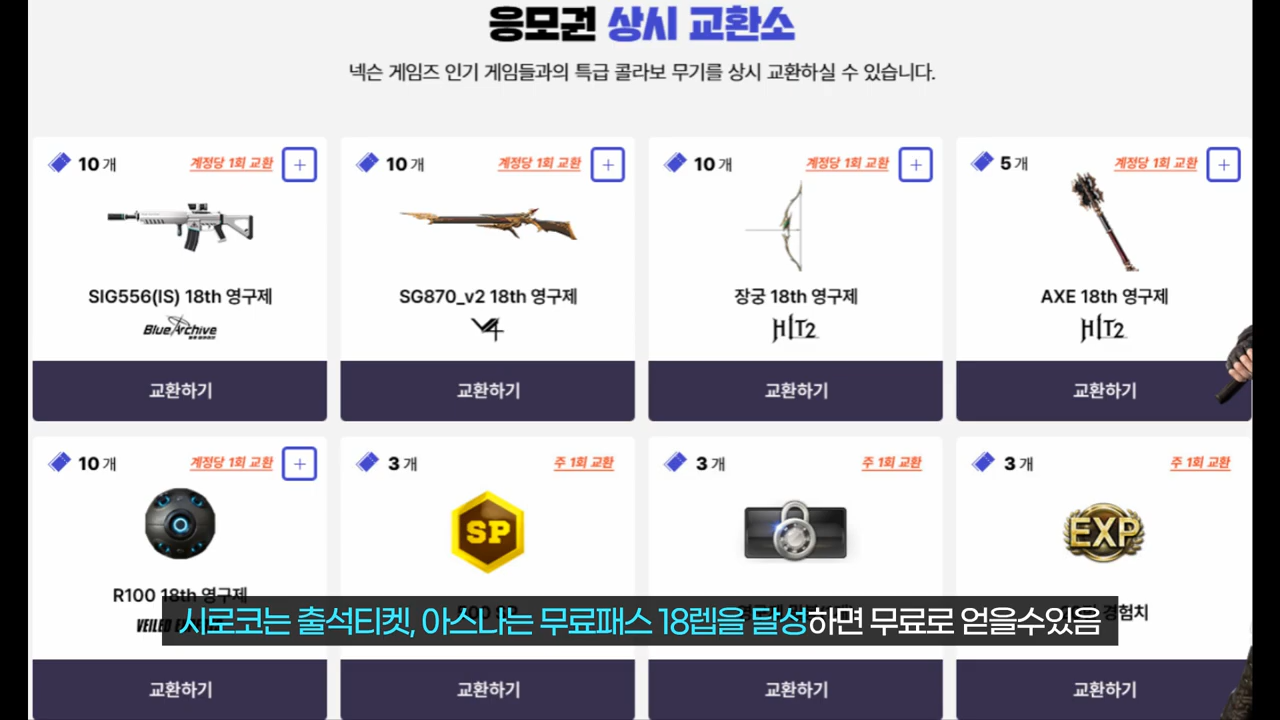 응모권 상시 교환소
넥슨 게임즈 인기 게임들과의 특급 콜라보 무기를 상시 교환하실 수 있습니다.
10 개 계정당 1회 교환 +
SIG556(IS) 18th 영구제
Blue Archive
교환하기
10 개 계정당 1회 교환 +
SG870_v2 18th 영구제
V4
교환하기
10 개 계정당 1회 교환 +
장궁 18th 영구제
HIT2
교환하기
5 개 계정당 1회 교환 +
AXE 18th 영구제
HIT2
교환하기
10 개 계정당 1회 교환 +
R100 18th 영구제
VEILED
교환하기
3 개 주 1회 교환
SP
교환하기
3 개 주 1회 교환
교환하기
3 개 주 1회 교환
EXP
경험치
교환하기
시로코는 출석티켓, 아스나는 무료패스 18렙을 달성하면 무료로 얻을수있음